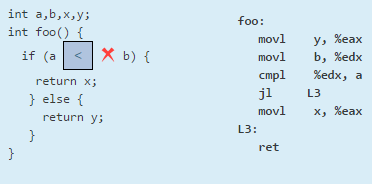 int a,b,x,y;
int foo() {
if (a < ❌ b) {
return x;
} else {
return y;
}
}
foo:
movl y, %eax
movl b, %edx
cmpl %edx, a
jl L3
movl x, %eax
L3:
ret